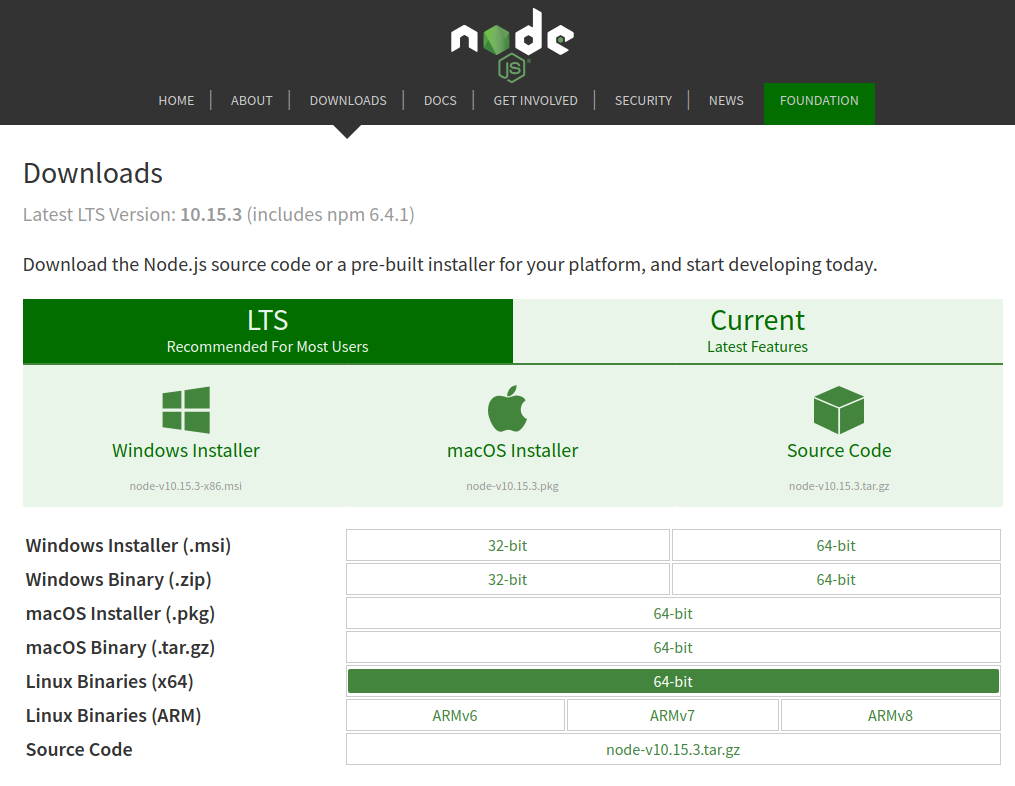 node
JS
HOME ABOUT DOWNLOADS DOCS GET INVOLVED SECURITY NEWS FOUNDATION
Downloads
Latest LTS Version: 10.15.3 (includes npm 6.4.1)
Download the Node.js source code or a pre-built installer for your platform, and start developing today.
LTS
Recommended For Most Users
Current
Latest Features
Windows Installer
node-v10.15.3-x86.msi
macOS Installer
node-v10.15.3.pkg
Source Code
node-v10.15.3.tar.gz
Windows Installer (.msi) 32-bit 64-bit
Windows Binary (.zip) 32-bit 64-bit
macOS Installer (.pkg) 64-bit
macOS Binary (.tar.gz) 64-bit
Linux Binaries (x64) 64-bit
Linux Binaries (ARM) ARMv6 ARMv7 ARMv8
Source Code node-v10.15.3.tar.gz